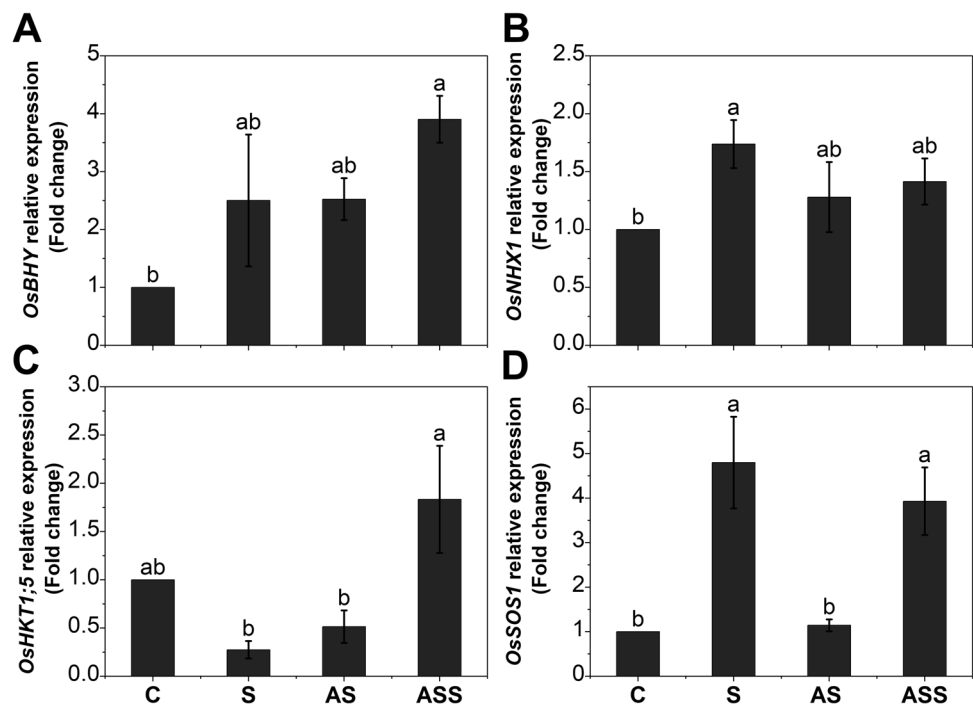 A
OsBHY relative expression
(Fold change)
5
4
3
2
1
0
b
ab
ab
a
B
OsNHX1 relative expression
(Fold change)
2.5
2.0
1.5
1.0
0.5
0.0
b
a
ab
ab
C
OsHKT1;5 relative expression
(Fold change)
3.0
2.5
2.0
1.5
1.0
0.5
0.0
ab
b
b
a
C
S
AS
ASS
D
OsSOS1 relative expression
(Fold change)
6
5
4
3
2
1
0
b
a
b
a
C
S
AS
ASS